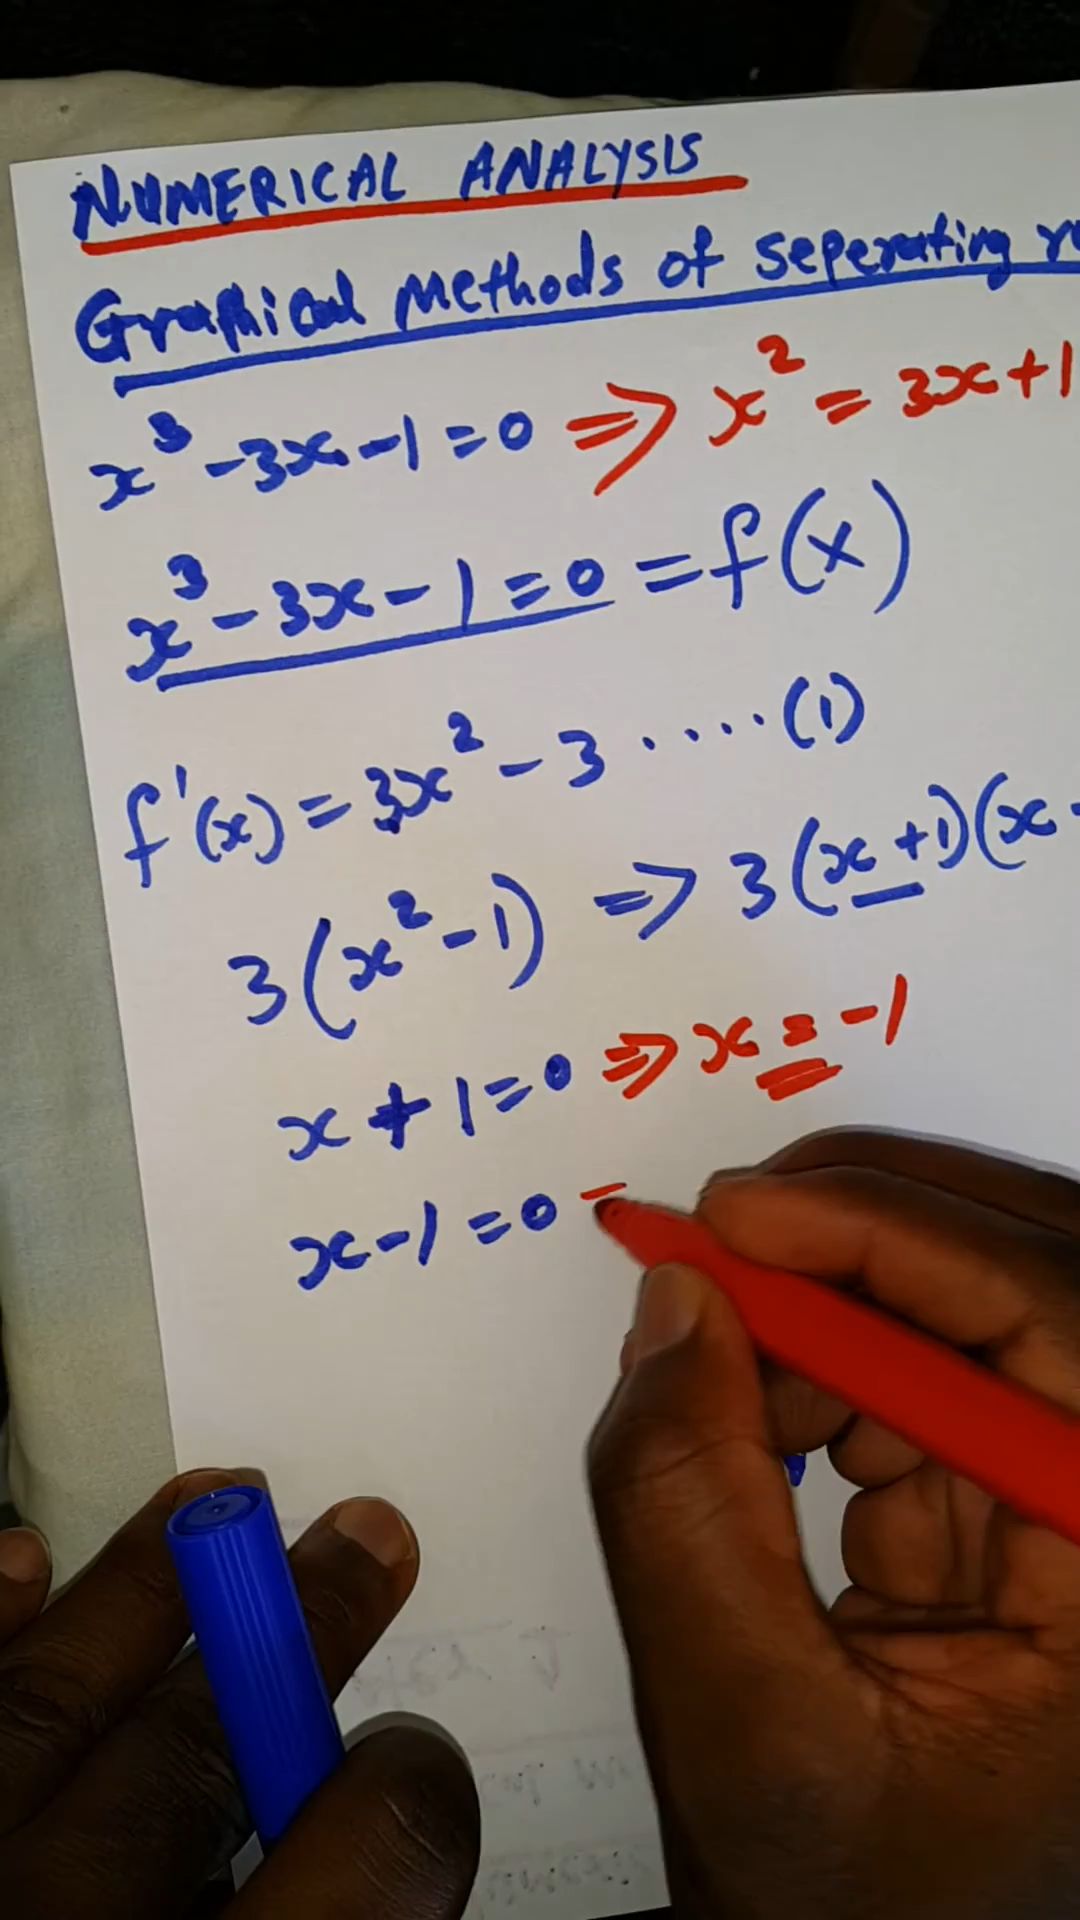 NUMERICAL ANALYSIS
Graphical methods of seperating
x³ - 3x - 1 = 0 ⇒ x² = 3x + 1
x³ - 3x - 1 = 0 = f(x)
f'(x) = 3x² - 3 ....(1)
3(x² - 1) ⇒ 3(x + 1)(x -
x + 1 = 0 ⇒ x = -1
x - 1 = 0 =